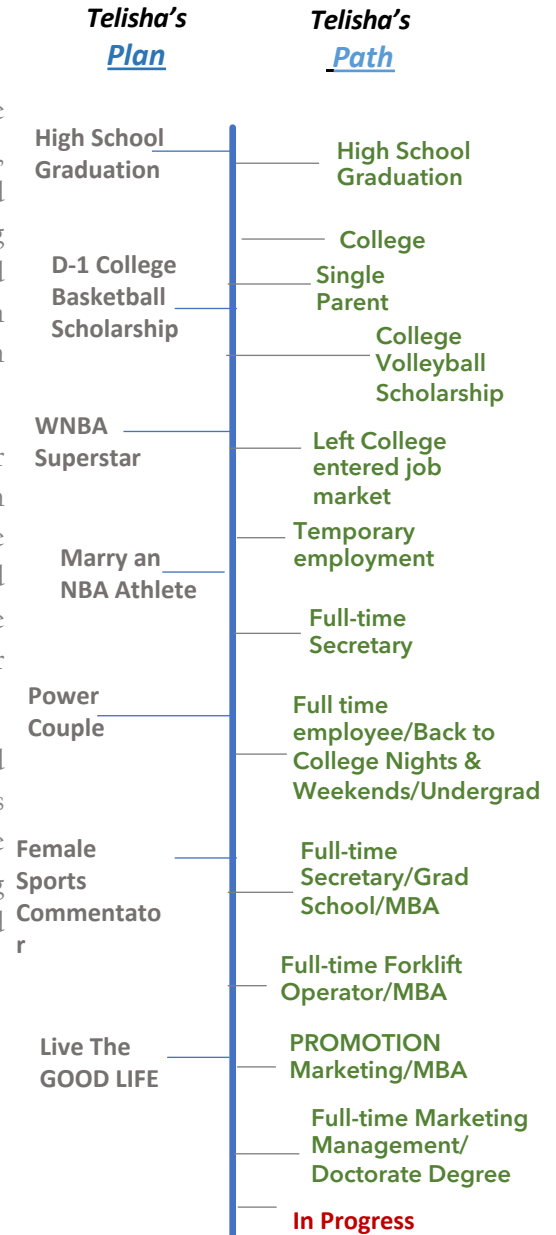 Telisha's
Plan
High School
Graduation
D-1 College
Basketball
Scholarship
WNBA
Superstar
Marry an
NBA Athlete
Power
Couple
Female
Sports
Commentato
r
Live The
GOOD LIFE
Telisha's
Path
High School
Graduation
College
Single
Parent
College
Volleyball
Scholarship
Left College
entered job
market
Temporary
employment
Full-time
Secretary
Full time
employee/Back to
College Nights &
Weekends/Undergrad
Full-time
Secretary/Grad
School/MBA
Full-time Forklift
Operator/MBA
PROMOTION
Marketing/MBA
Full-time Marketing
Management/
Doctorate Degree
In Progress